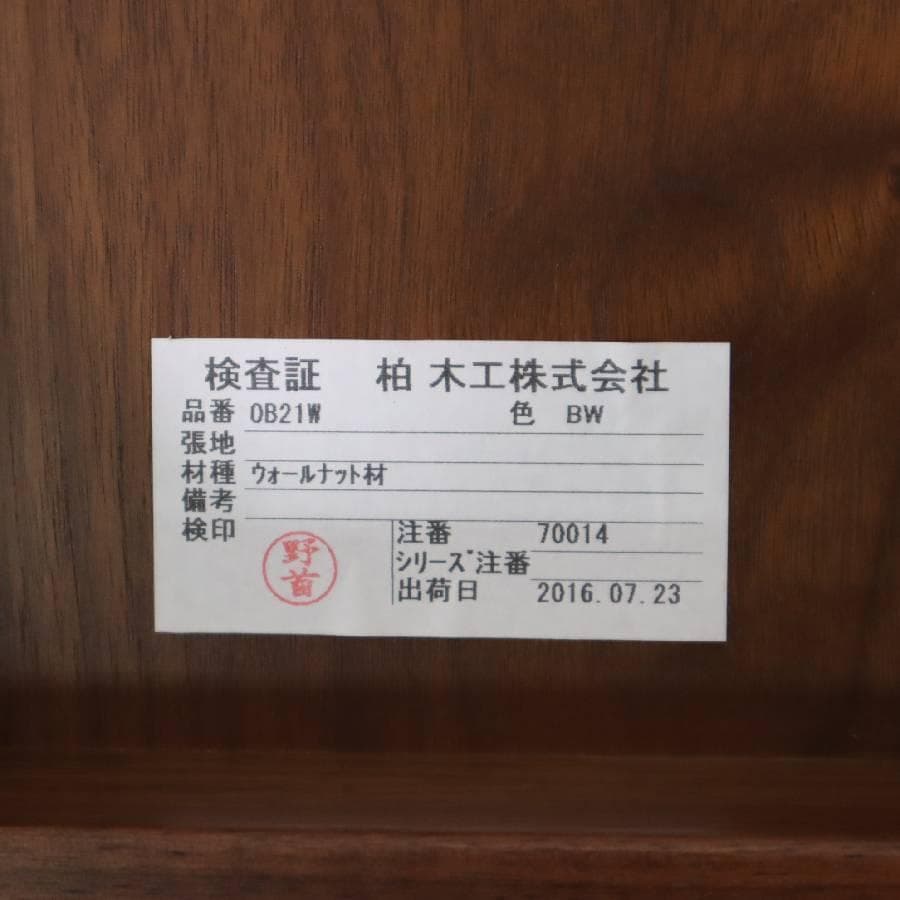 検査証 柏木工株式会社
品番 OB21W 色 BW
張地
材種 ウォールナット材
備考
検印 野首
注番 70014
シリーズ注番
出荷日 2016.07.23